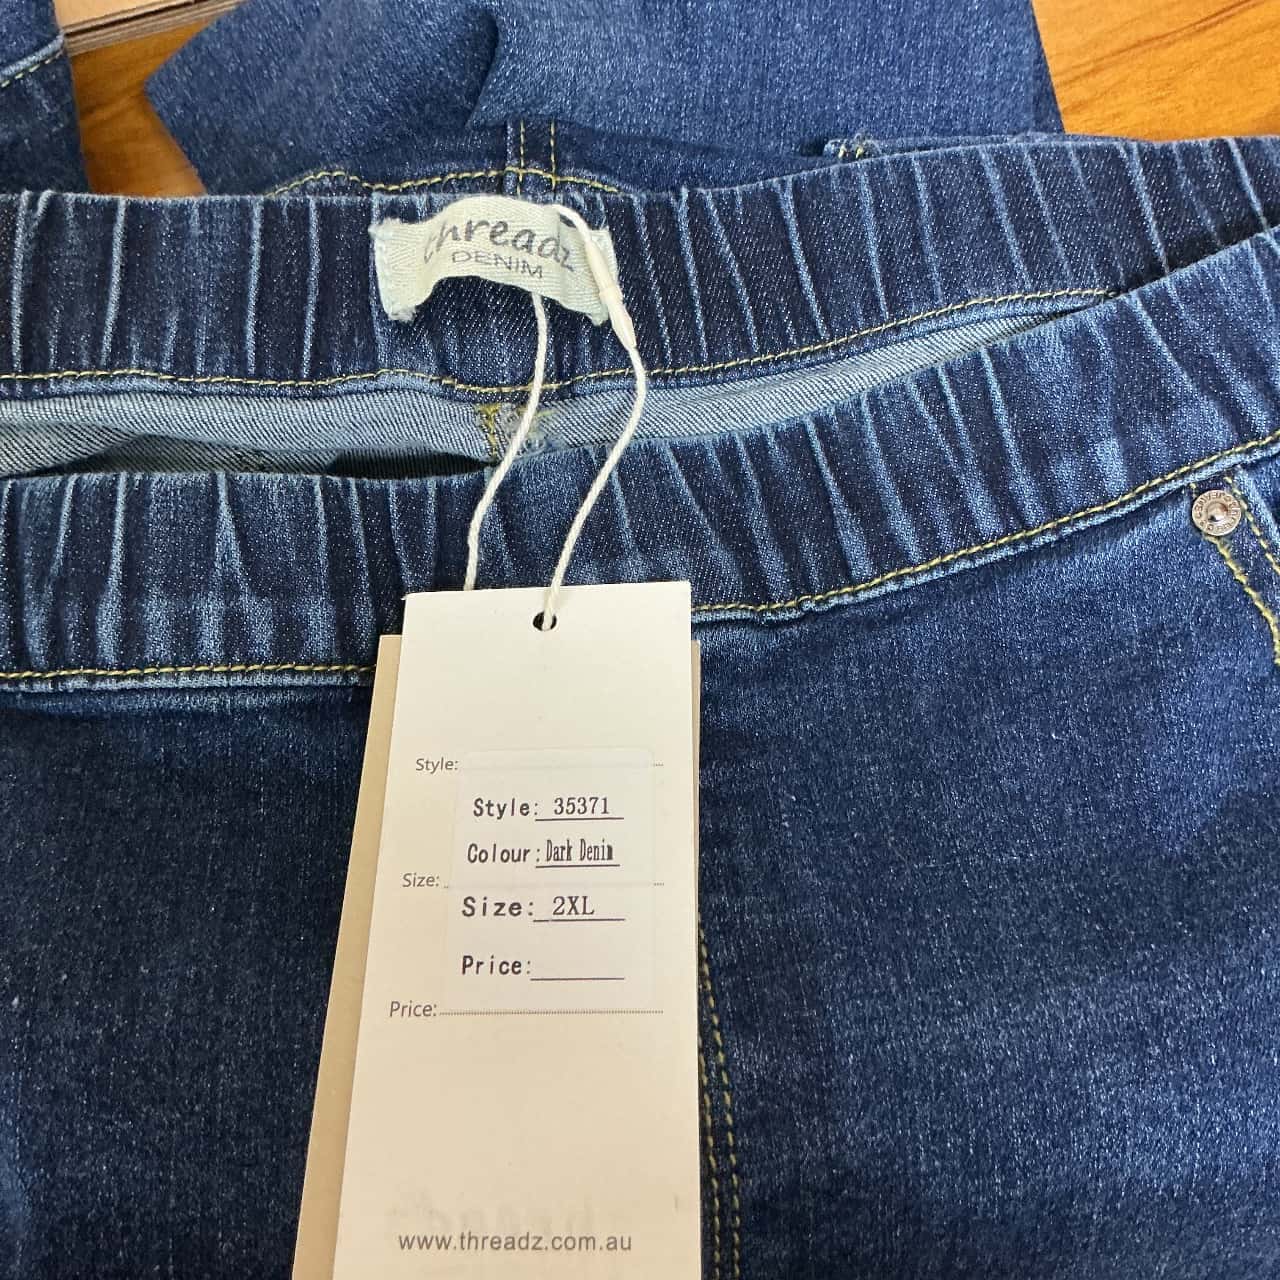 threadz
DENIM
Style:
Style: 35371
Colour: Dark Denim
Size:
Size: 2XL
Price:
Price:
www.threadz.com.au